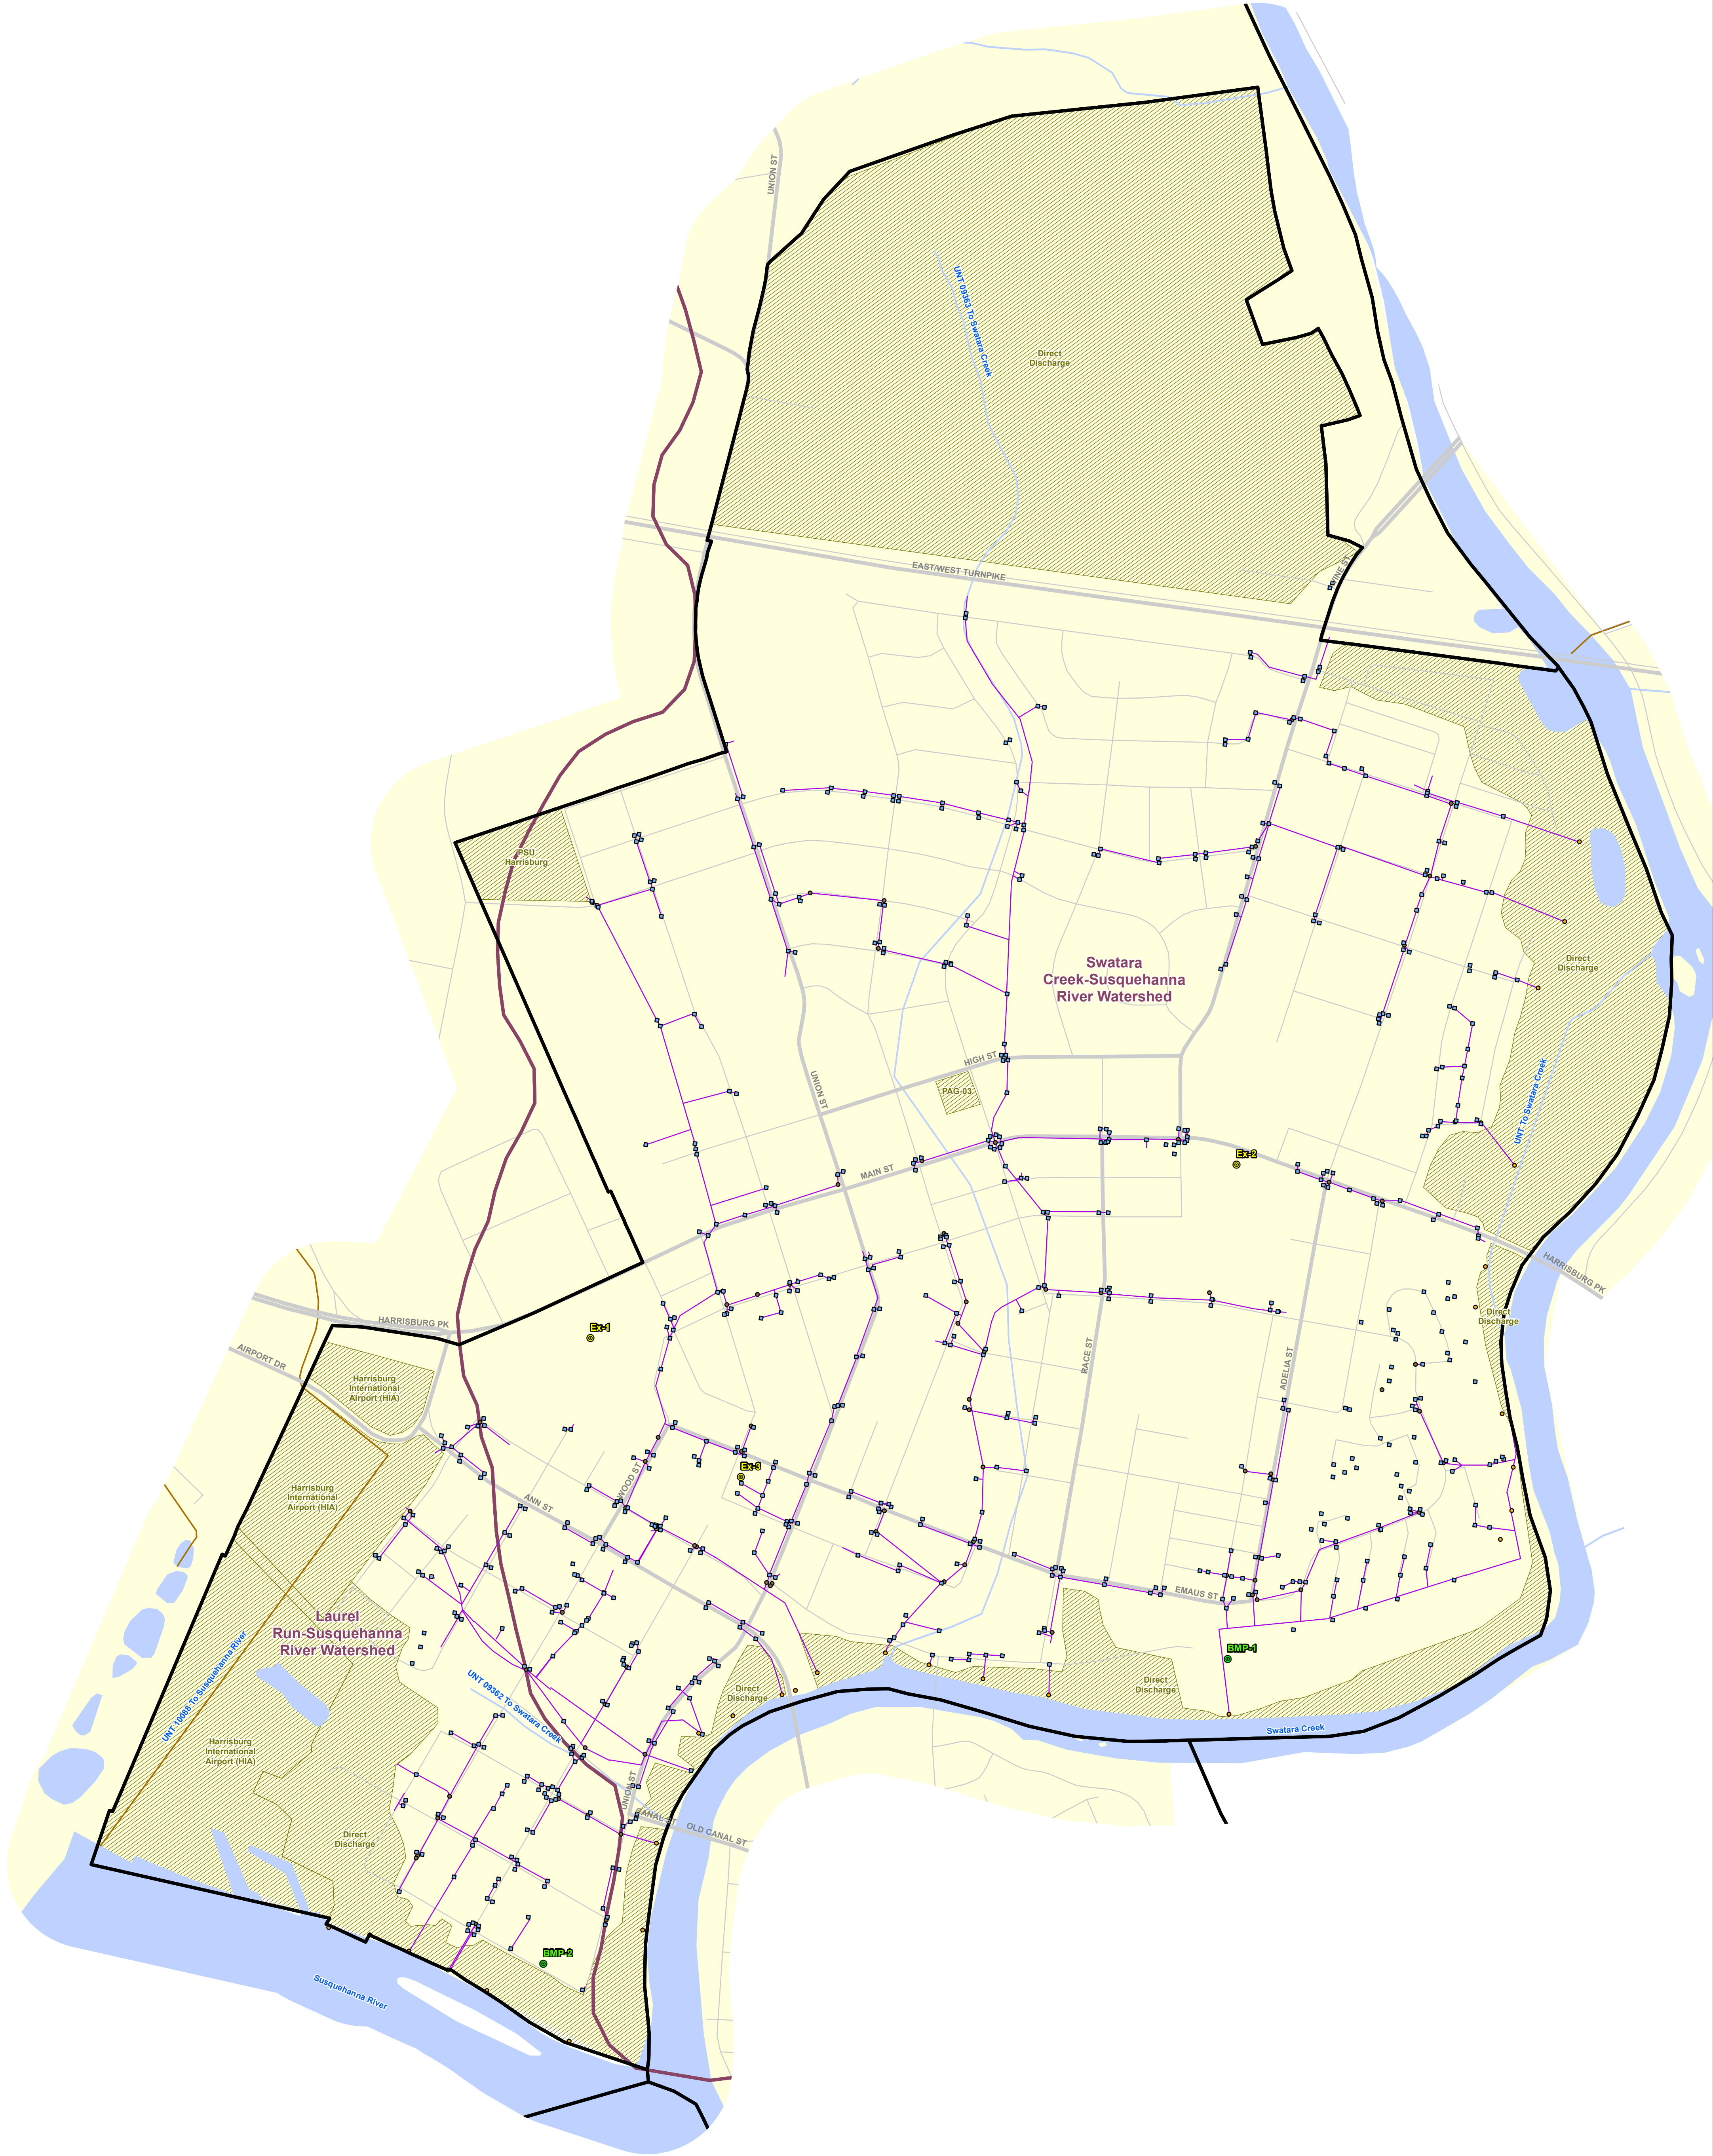 UNION ST
UNT 09363 To Swatara Creek
Direct
Discharge
EAST/WEST TURNPIKE
VINE ST
PSU
Harrisburg
Swatara
Creek-Susquehanna
River Watershed
Direct
Discharge
HIGH ST
UNION ST
PAG-03
UNT To Swatara Creek
MAIN ST
Ex-2
HARRISBURG PK
Direct
Discharge
HARRISBURG PK
Ex-1
AIRPORT DR
RACE ST
ADELIA ST
Harrisburg
International
Airport (HIA)
Ex-3
WOOD ST
ANN ST
Harrisburg
International
Airport (HIA)
EMAUS ST
Laurel
Run-Susquehanna
River Watershed
UNT 10088 To Susquehanna River
BMP-1
UNT 09362 To Swatara Creek
Direct
Discharge
Direct
Discharge
Swatara Creek
Harrisburg
International
Airport (HIA)
UNION ST
CANAL ST
OLD CANAL ST
Direct
Discharge
BMP-2
Susquehanna River